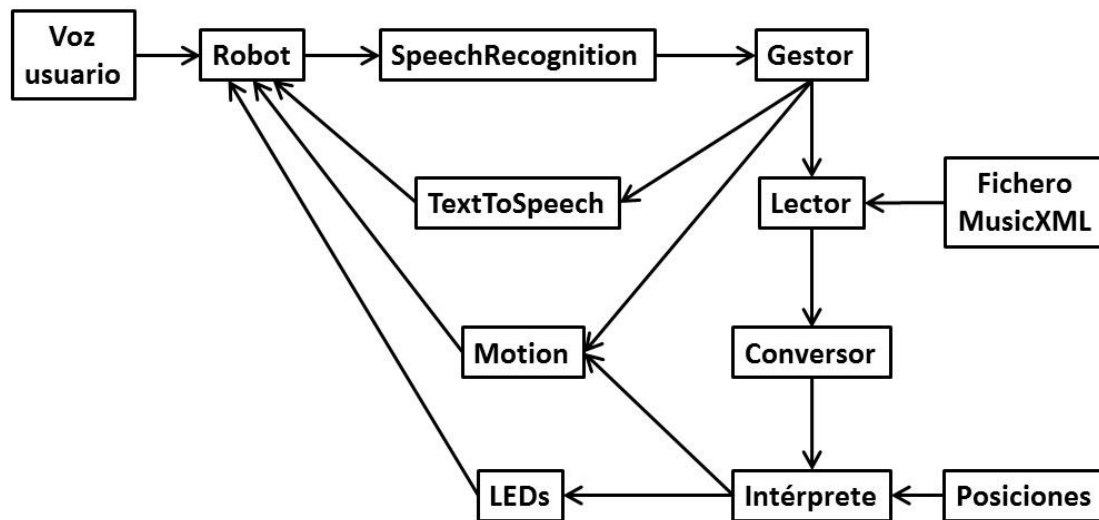 Voz
usuario
Robot
SpeechRecognition
Gestor
TextToSpeech
Lector
Fichero
MusicXML
Motion
Conversor
LEDs
Intérprete
Posiciones